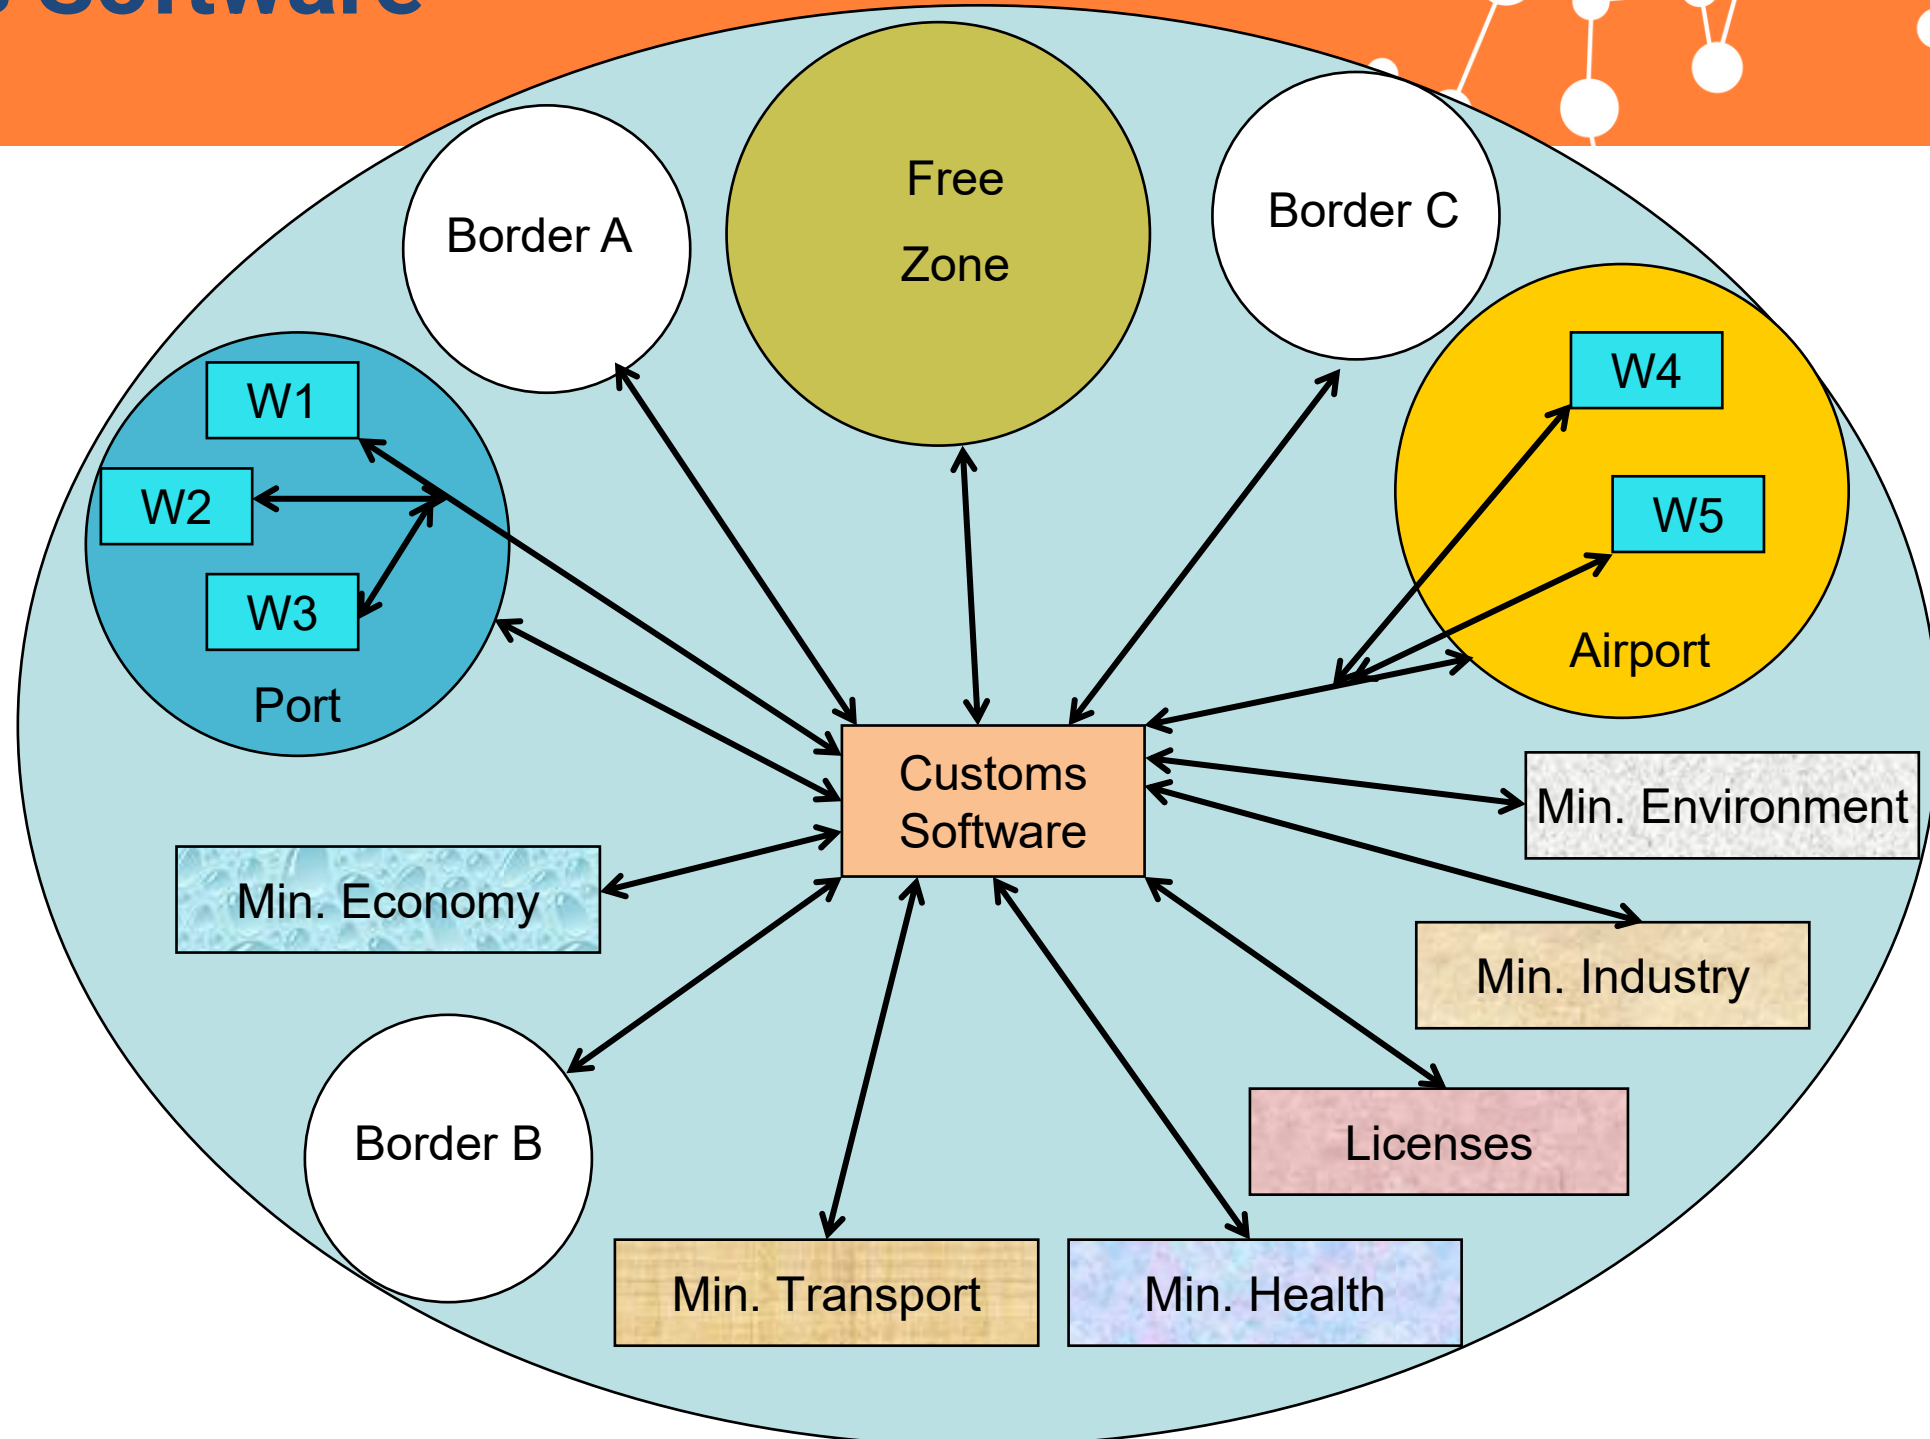 Software
Free
Zone
Border A
Border C
W1
W2
W3
Port
W4
W5
Airport
Customs
Software
Min. Environment
Min. Economy
Min. Industry
Border B
Licenses
Min. Transport
Min. Health